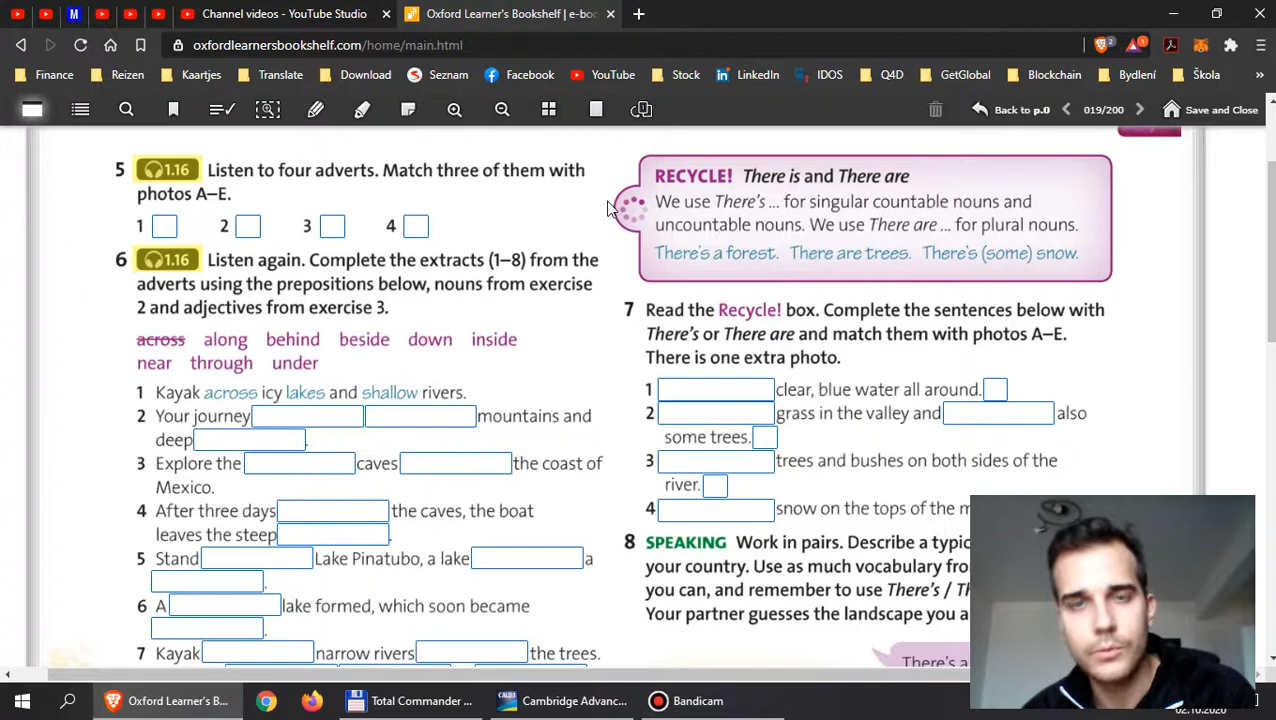 Channel videos - YouTube Studio
Oxford Learner's Bookshelf | e-boo
oxfordlearnersbookshelf.com/home/main.html
Finance
Reizen
Kaartjes
Translate
Download
Seznam
Facebook
YouTube
Stock
LinkedIn
IDOS
Q4D
GetGlobal
Blockchain
Bydlení
Škola
Back to p.0
019/200
Save and Close
5 1.16 Listen to four adverts. Match three of them with
photos A–E.
1 2 3 4
6 1.16 Listen again. Complete the extracts (1–8) from the
adverts using the prepositions below, nouns from exercise
2 and adjectives from exercise 3.
across along behind beside down inside
near through under
1 Kayak across icy lakes and shallow rivers.
2 Your journey mountains and
deep .
3 Explore the caves the coast of
Mexico.
4 After three days the caves, the boat
leaves the steep .
5 Stand Lake Pinatubo, a lake a
.
6 A lake formed, which soon became
.
7 Kayak narrow rivers the trees.
RECYCLE! There is and There are
We use There's ... for singular countable nouns and
uncountable nouns. We use There are ... for plural nouns.
There's a forest. There are trees. There's (some) snow.
7 Read the Recycle! box. Complete the sentences below with
There's or There are and match them with photos A–E.
There is one extra photo.
1 clear, blue water all around.
2 grass in the valley and also
some trees.
3 trees and bushes on both sides of the
river.
4 snow on the tops of the m
8 SPEAKING Work in pairs. Describe a typic
your country. Use as much vocabulary fro
you can, and remember to use There's / Th
Your partner guesses the landscape you a
There's a
Oxford Learner's B...
Total Commander ...
Cambridge Advanc...
Bandicam
02.10.2020